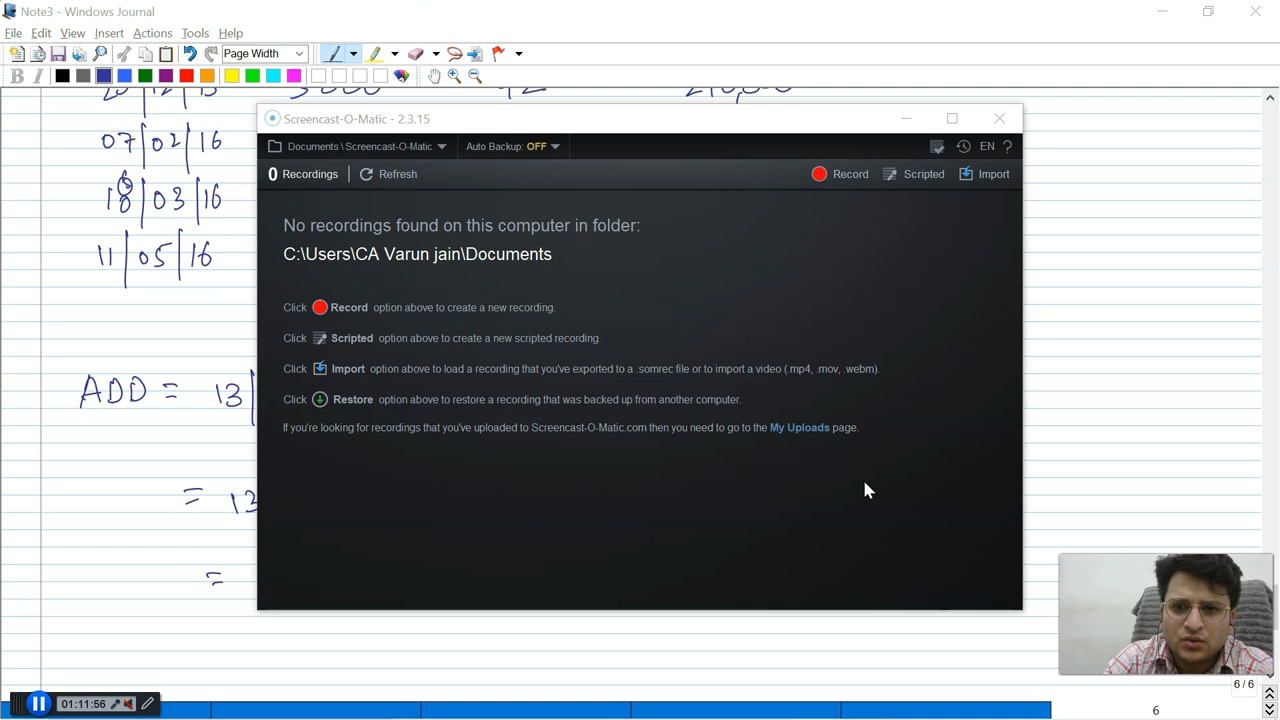 Note3 - Windows Journal
File Edit View Insert Actions Tools Help
Page Width
B I
07 | 02 | 16
18 | 03 | 16
11 | 05 | 16
ADD = 13 |
= 13
=
Screencast-O-Matic - 2.3.15
Documents \ Screencast-O-Matic Auto Backup: OFF EN ?
0 Recordings Refresh Record Scripted Import
No recordings found on this computer in folder:
C:\Users\CA Varun jain\Documents
Click Record option above to create a new recording.
Click Scripted option above to create a new scripted recording.
Click Import option above to load a recording that you've exported to a .somrec file or to import a video (.mp4, .mov, .webm).
Click Restore option above to restore a recording that was backed up from another computer.
If you're looking for recordings that you've uploaded to Screencast-O-Matic.com then you need to go to the My Uploads page.
01:11:56
6 / 6
6